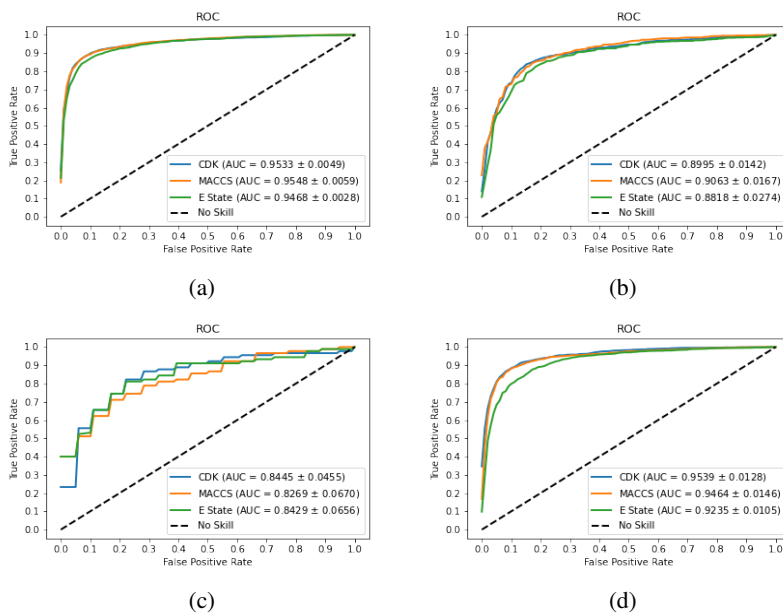 ROC
True Positive Rate
1.0
0.9
0.8
0.7
0.6
0.5
0.4
0.3
0.2
0.1
0.0
CDK (AUC = 0.9533 ± 0.0049)
MACCS (AUC = 0.9548 ± 0.0059)
E State (AUC = 0.9468 ± 0.0028)
No Skill
0.0 0.1 0.2 0.3 0.4 0.5 0.6 0.7 0.8 0.9 1.0
False Positive Rate
(a)
ROC
True Positive Rate
1.0
0.9
0.8
0.7
0.6
0.5
0.4
0.3
0.2
0.1
0.0
CDK (AUC = 0.8995 ± 0.0142)
MACCS (AUC = 0.9063 ± 0.0167)
E State (AUC = 0.8818 ± 0.0274)
No Skill
0.0 0.1 0.2 0.3 0.4 0.5 0.6 0.7 0.8 0.9 1.0
False Positive Rate
(b)
ROC
True Positive Rate
1.0
0.9
0.8
0.7
0.6
0.5
0.4
0.3
0.2
0.1
0.0
CDK (AUC = 0.8445 ± 0.0455)
MACCS (AUC = 0.8269 ± 0.0670)
E State (AUC = 0.8429 ± 0.0656)
No Skill
0.0 0.1 0.2 0.3 0.4 0.5 0.6 0.7 0.8 0.9 1.0
False Positive Rate
(c)
ROC
True Positive Rate
1.0
0.9
0.8
0.7
0.6
0.5
0.4
0.3
0.2
0.1
0.0
CDK (AUC = 0.9539 ± 0.0128)
MACCS (AUC = 0.9464 ± 0.0146)
E State (AUC = 0.9235 ± 0.0105)
No Skill
0.0 0.1 0.2 0.3 0.4 0.5 0.6 0.7 0.8 0.9 1.0
False Positive Rate
(d)